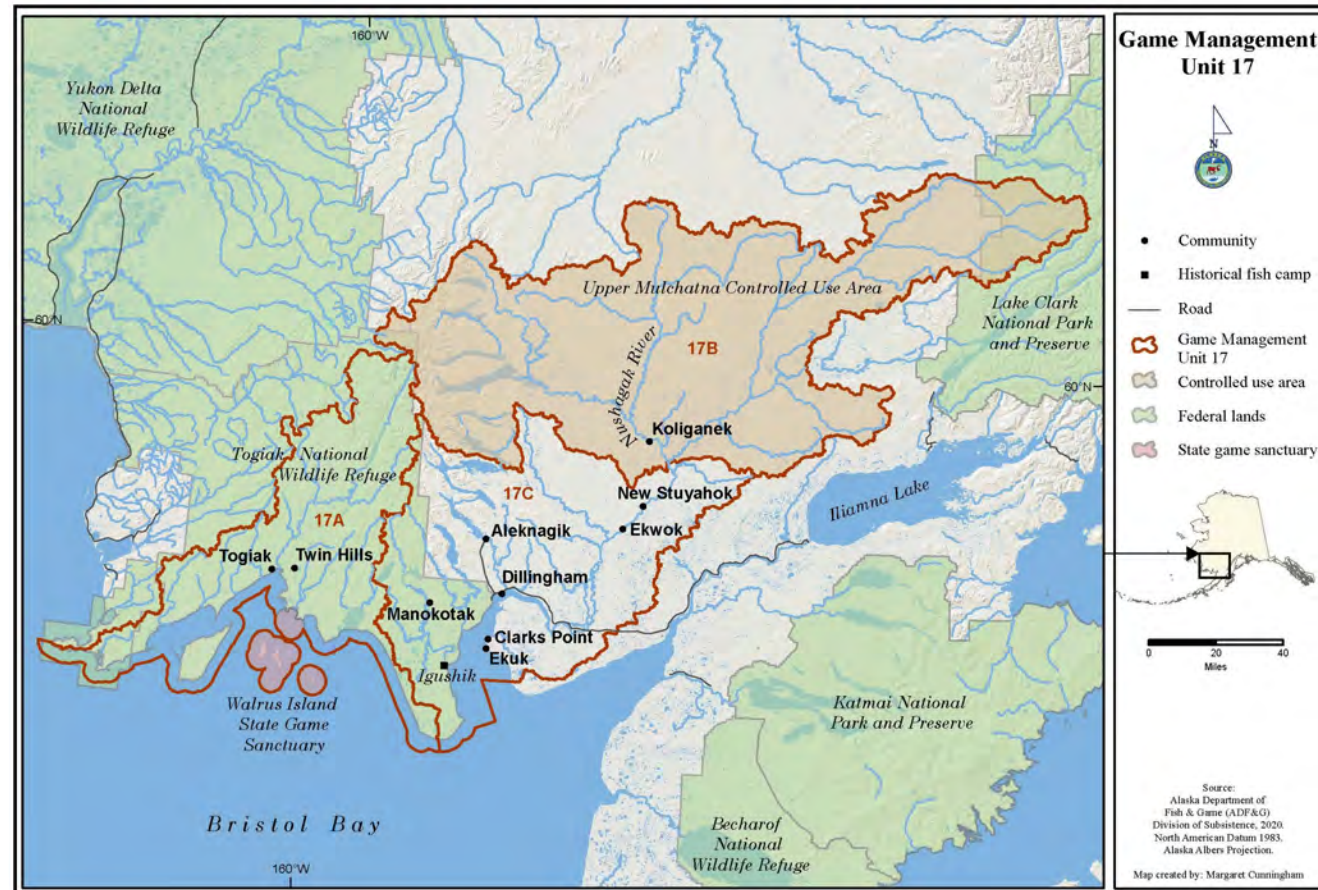 160°W
Yukon Delta
National
Wildlife Refuge
Upper Mulchatna Controlled Use Area
Lake Clark
National Park
and Preserve
60°N
60°N
17B
Nushagak River
Koliganek
Togiak National
Wildlife Refuge
17C
New Stuyahok
Iliamna Lake
17A
Aleknagik
Ekwok
Togiak
Twin Hills
Dillingham
Manokotak
Clarks Point
Ekuk
Igushik
Walrus Island
State Game
Sanctuary
Katmai National
Park and Preserve
Bristol Bay
Becharof
National
Wildlife Refuge
160°W
Game Management
Unit 17
N
Community
Historical fish camp
Road
Game Management
Unit 17
Controlled use area
Federal lands
State game sanctuary
0 40
Miles
Source:
Alaska Department of
Fish & Game (ADF&G)
Division of Subsistence, 2020.
North American Datum 1983.
Alaska Albers Projection.
Map created by: Margaret Cunningham